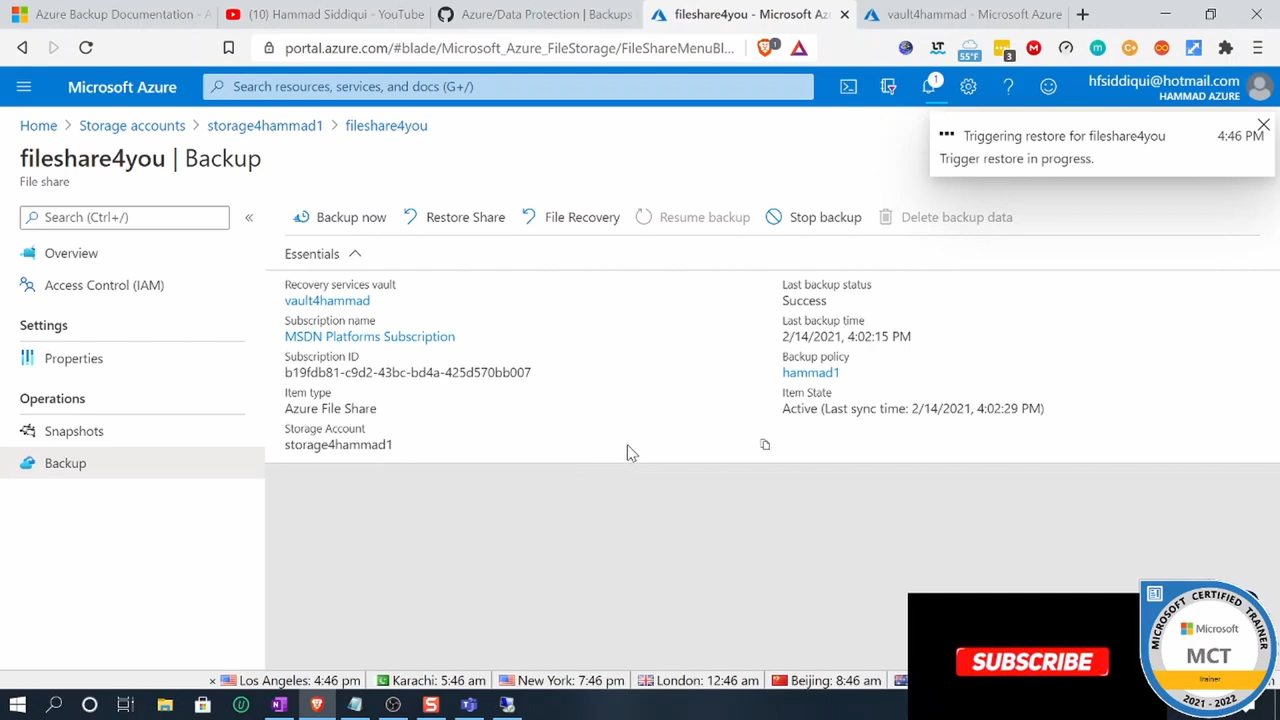 Azure Backup Documentation - A
(10) Hammad Siddiqui - YouTube
Azure/Data Protection | Backups
fileshare4you - Microsoft Az
vault4hammad - Microsoft Azure
portal.azure.com/#blade/Microsoft_Azure_FileStorage/FileShareMenuBl...
1
LT
55°F
3
M
m
C+
Microsoft Azure
Search resources, services, and docs (G+/)
1
hfsiddiqui@hotmail.com
HAMMAD AZURE
Home > Storage accounts > storage4hammad1 > fileshare4you
Triggering restore for fileshare4you
4:46 PM
Trigger restore in progress.
fileshare4you | Backup
File share
Search (Ctrl+/)
«
Backup now
Restore Share
File Recovery
Resume backup
Stop backup
Delete backup data
Overview
Access Control (IAM)
Settings
Properties
Operations
Snapshots
Backup
Essentials
Recovery services vault
vault4hammad
Subscription name
MSDN Platforms Subscription
Subscription ID
b19fdb81-c9d2-43bc-bd4a-425d570bb007
Item type
Azure File Share
Storage Account
storage4hammad1
Last backup status
Success
Last backup time
2/14/2021, 4:02:15 PM
Backup policy
hammad1
Item State
Active (Last sync time: 2/14/2021, 4:02:29 PM)
SUBSCRIBE
MICROSOFT CERTIFIED TRAINER
Microsoft
MCT
Trainer
2021 - 2022
Los Angeles: 4:46 pm
Karachi: 5:46 am
New York: 7:46 pm
London: 12:46 am
Beijing: 8:46 am